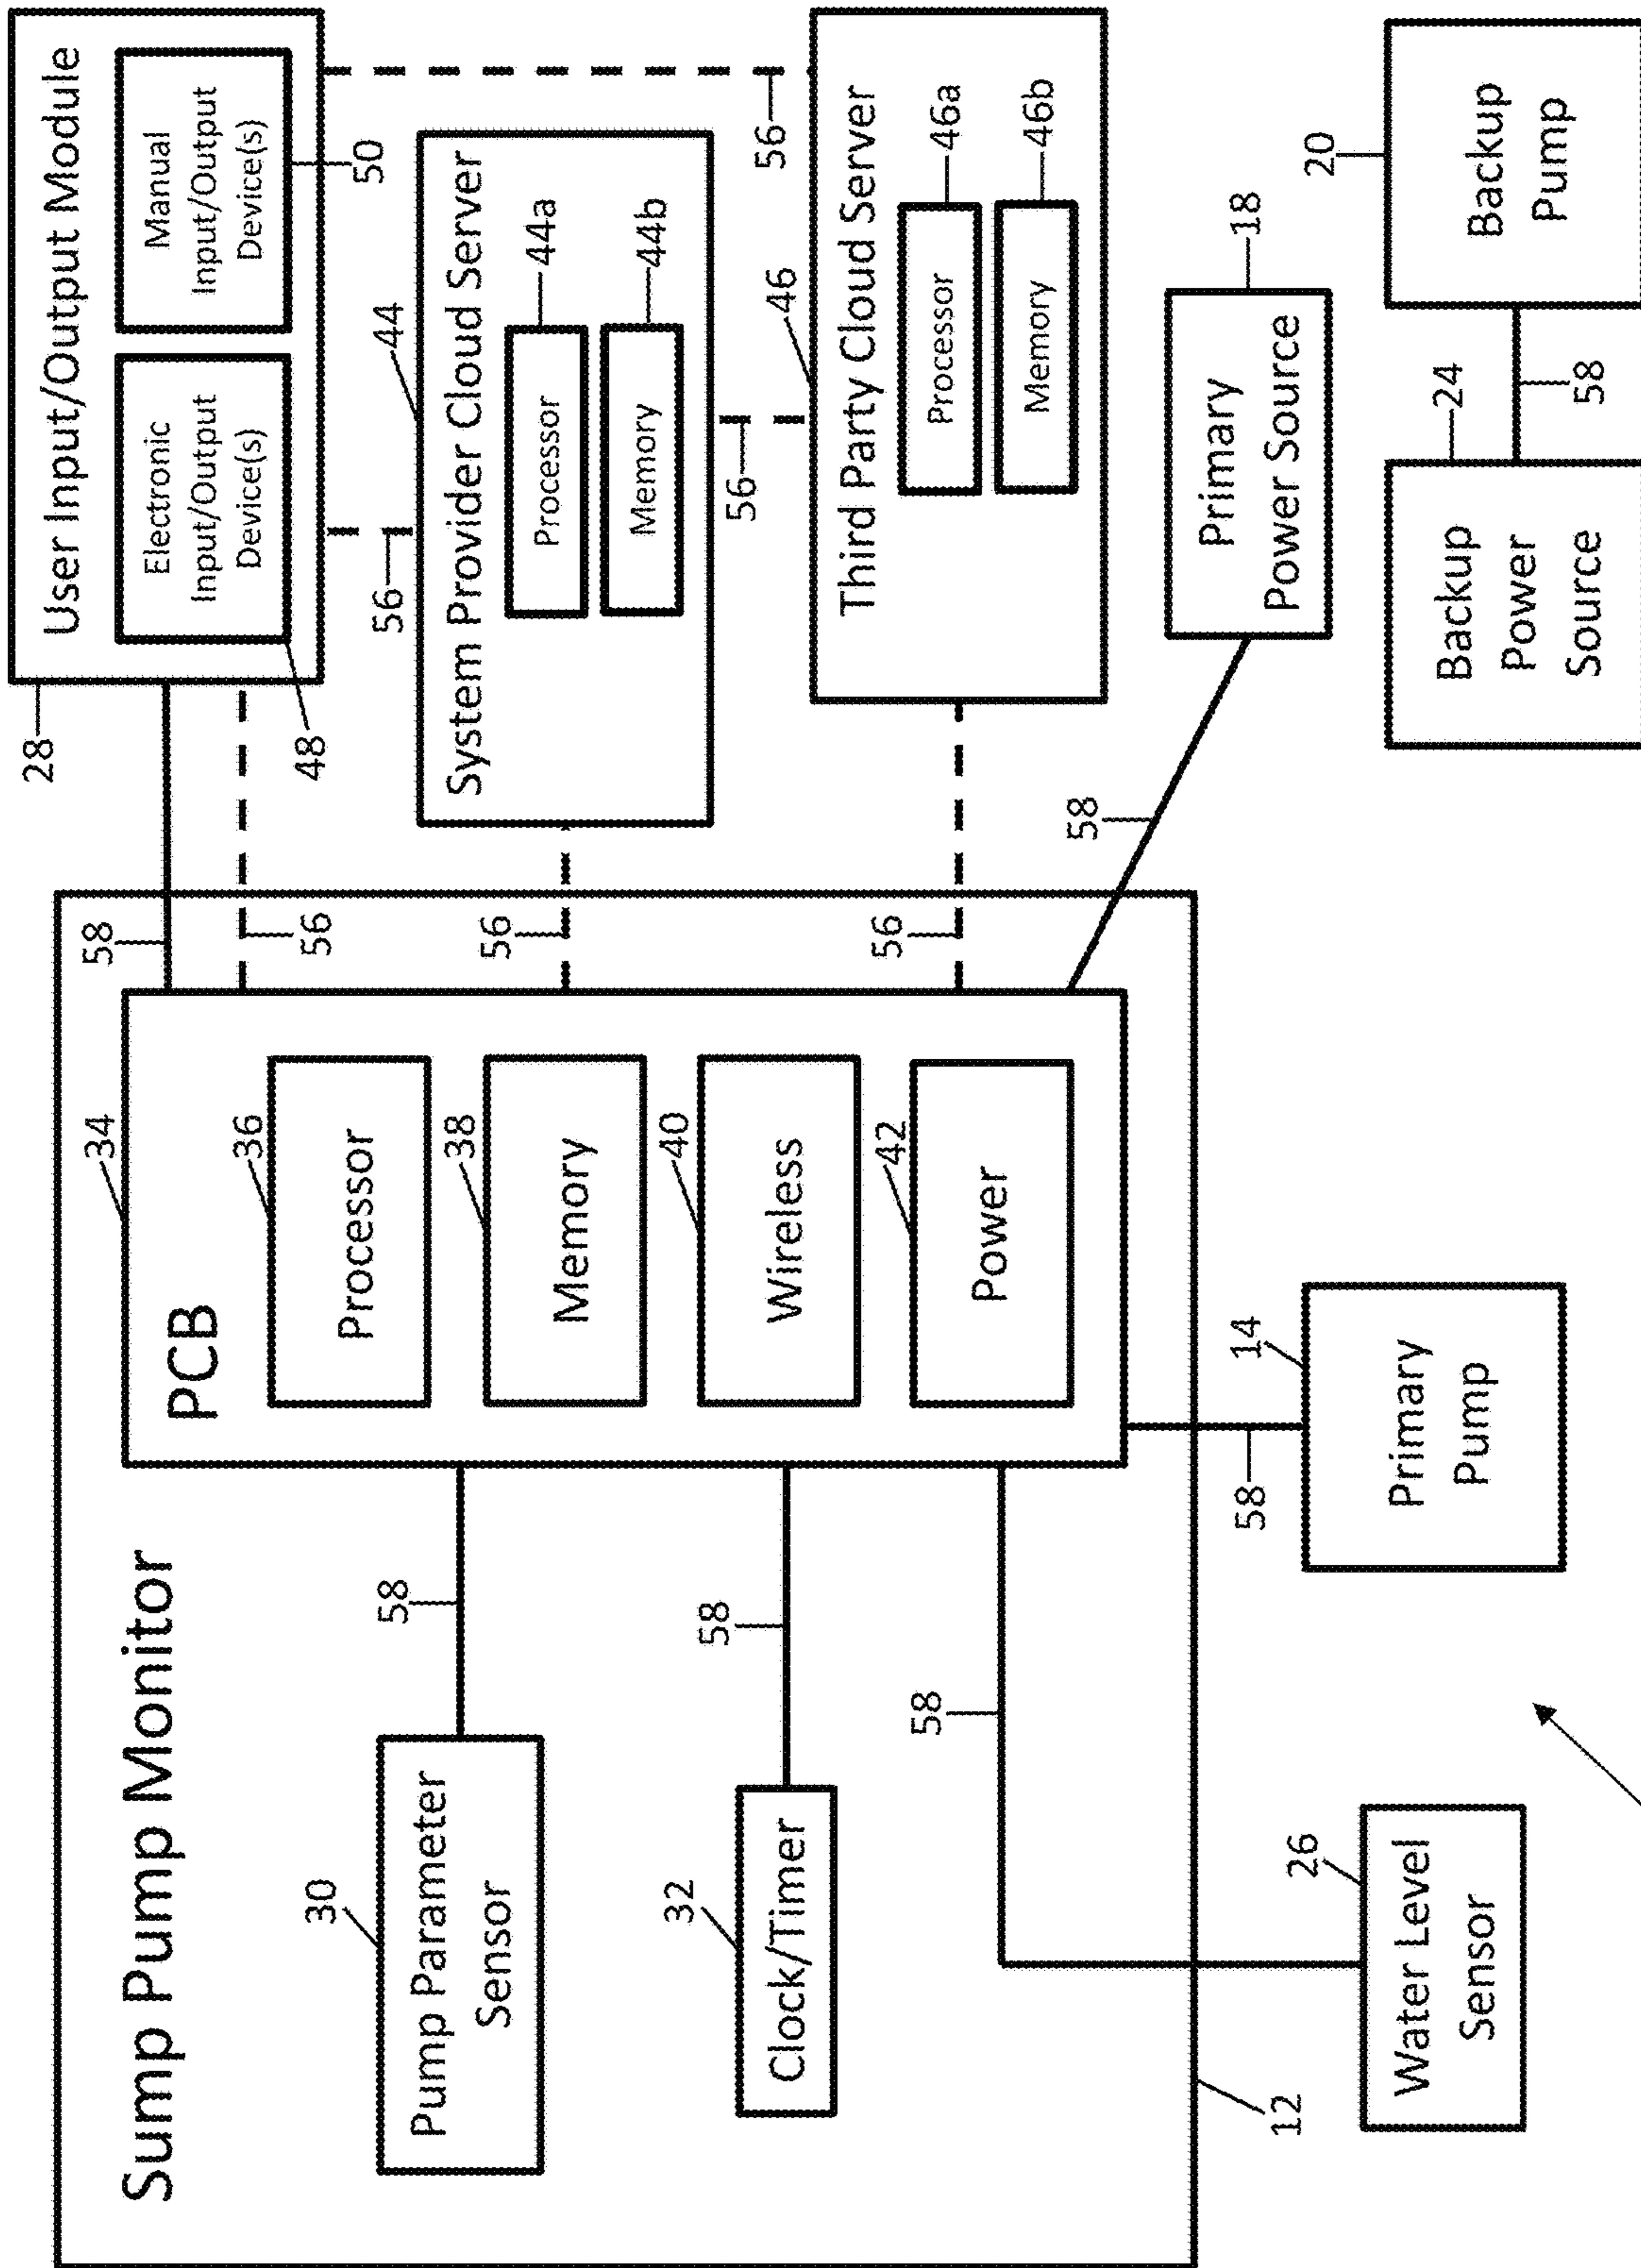 Sump Pump Monitor
30
Pump Parameter
Sensor
58
32
Clock/Timer
58
58
12
26
Water Level
Sensor
34
PCB
36
Processor
38
Memory
40
Wireless
42
Power
58
14
Primary
Pump
58
56
56
56
58
28
User Input/Output Module
Electronic
Input/Output
Device(s)
48
Manual
Input/Output
Device(s)
50
56
56
44
System Provider Cloud Server
Processor
44a
Memory
44b
56
46
Third Party Cloud Server
Processor
46a
Memory
46b
18
Primary
Power Source
24
Backup
Power
Source
58
20
Backup
Pump